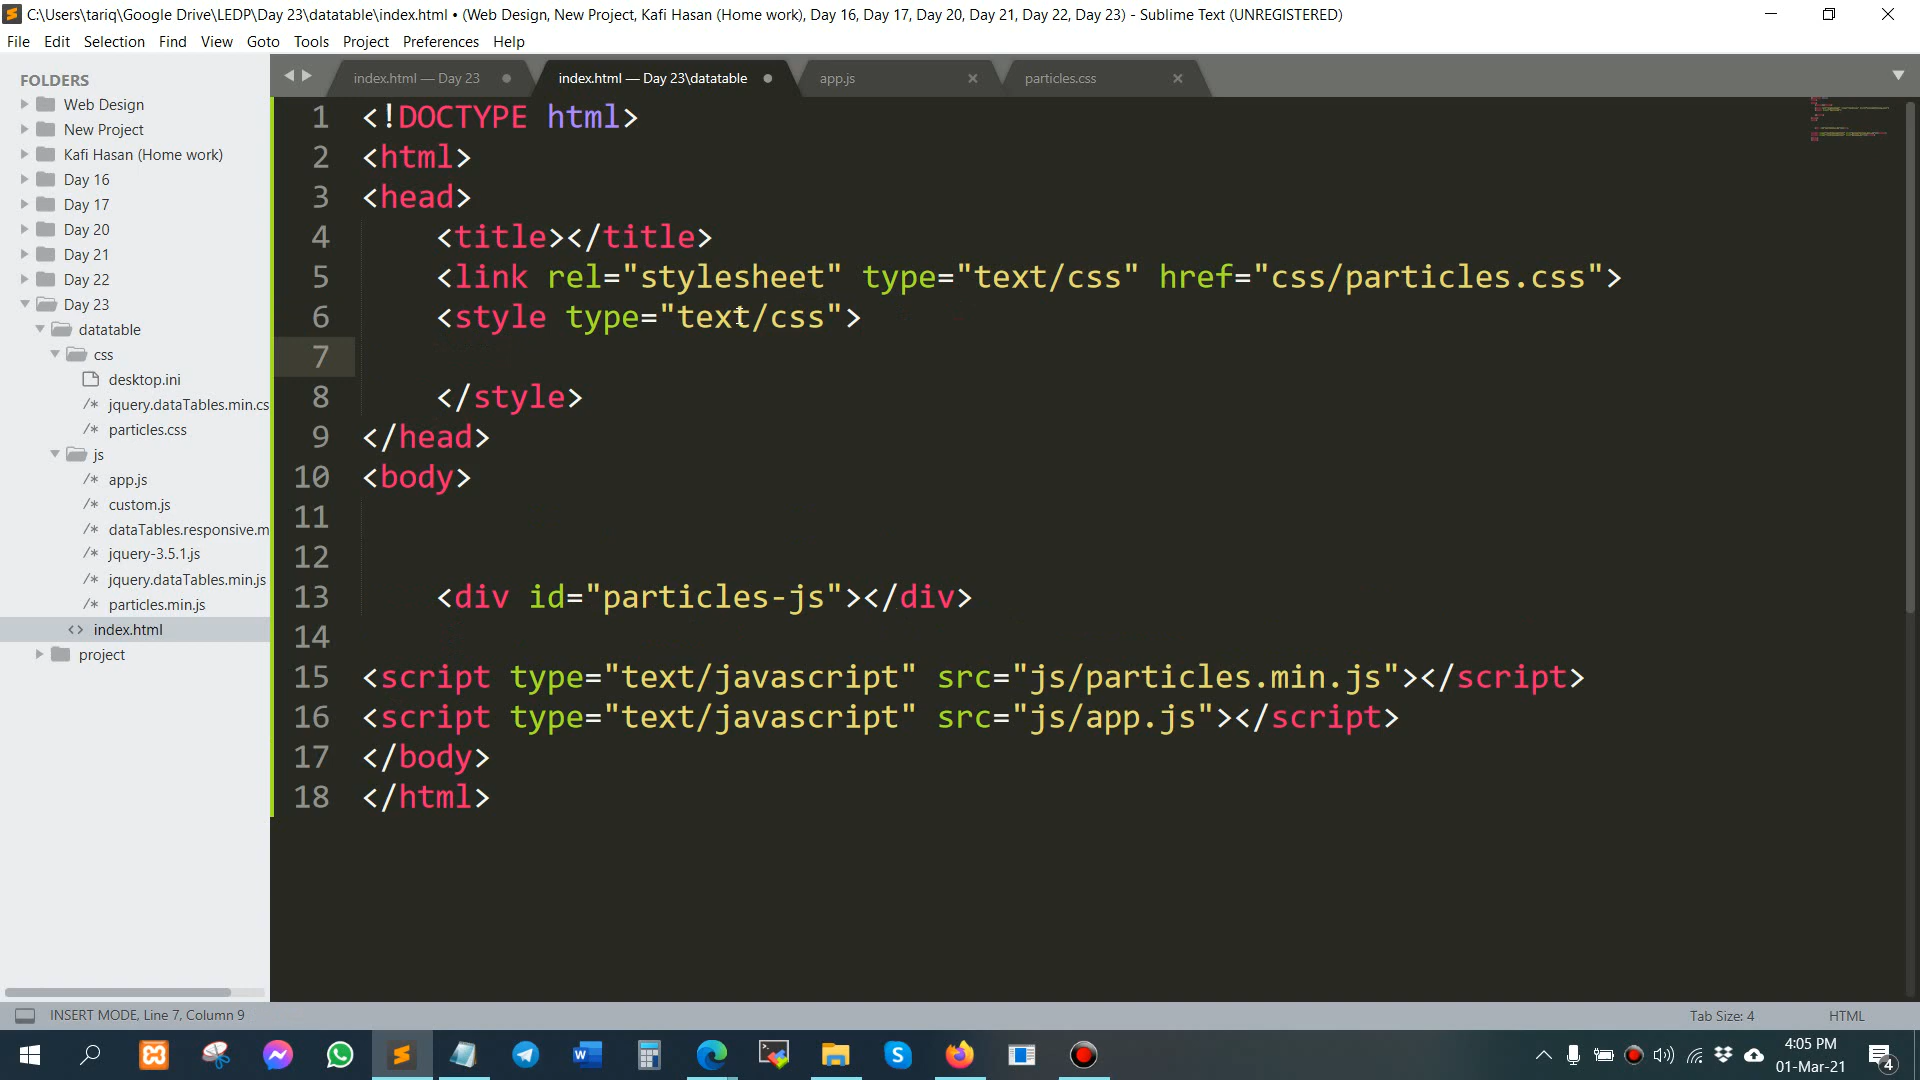 C:\Users\tariq\Google Drive\LEDP\Day 23\datatable\index.html • (Web Design, New Project, Kafi Hasan (Home work), Day 16, Day 17, Day 20, Day 21, Day 22, Day 23) - Sublime Text (UNREGISTERED)
File Edit Selection Find View Goto Tools Project Preferences Help
index.html — Day 23
index.html — Day 23\datatable
app.js
particles.css
FOLDERS
Web Design
New Project
Kafi Hasan (Home work)
Day 16
Day 17
Day 20
Day 21
Day 22
Day 23
datatable
css
desktop.ini
/* jquery.dataTables.min.cs
/* particles.css
js
/* app.js
/* custom.js
/* dataTables.responsive.m
/* jquery-3.5.1.js
/* jquery.dataTables.min.js
/* particles.min.js
<> index.html
project
1 <!DOCTYPE html>
2 <html>
3 <head>
4 <title></title>
5 <link rel="stylesheet" type="text/css" href="css/particles.css">
6 <style type="text/css">
7
8 </style>
9 </head>
10 <body>
11
12
13 <div id="particles-js"></div>
14
15 <script type="text/javascript" src="js/particles.min.js"></script>
16 <script type="text/javascript" src="js/app.js"></script>
17 </body>
18 </html>
INSERT MODE, Line 7, Column 9
Tab Size: 4
HTML
4:05 PM
01-Mar-21
4